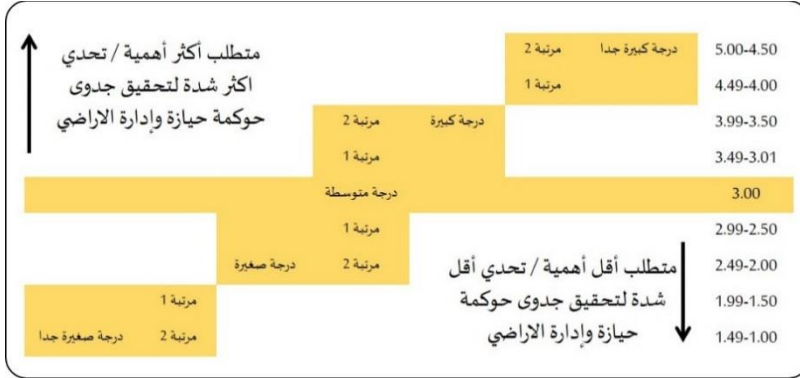 متطلب أكثر أهمية / تحدي
اكثر شدة لتحقيق جدوى
حوكمة حيازة وإدارة الاراضي
5.00-4.50 درجة كبيرة جدا مرتبة 2
4.49-4.00 مرتبة 1
3.99-3.50 درجة كبيرة مرتبة 2
3.49-3.01 مرتبة 1
3.00 درجة متوسطة
2.99-2.50 مرتبة 1
2.49-2.00 مرتبة 2 درجة صغيرة
1.99-1.50 مرتبة 1
1.49-1.00 مرتبة 2 درجة صغيرة جدا
متطلب أقل أهمية / تحدي أقل
شدة لتحقيق جدوى حوكمة
حيازة وإدارة الاراضي